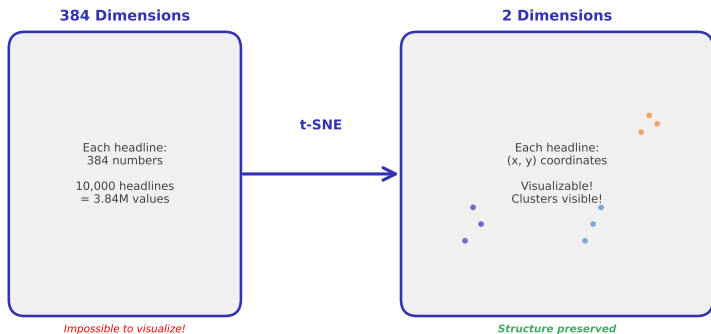 384 Dimensions
Each headline:
384 numbers
10,000 headlines
= 3.84M values
Impossible to visualize!
t-SNE
2 Dimensions
Each headline:
(x, y) coordinates
Visualizable!
Clusters visible!
Structure preserved